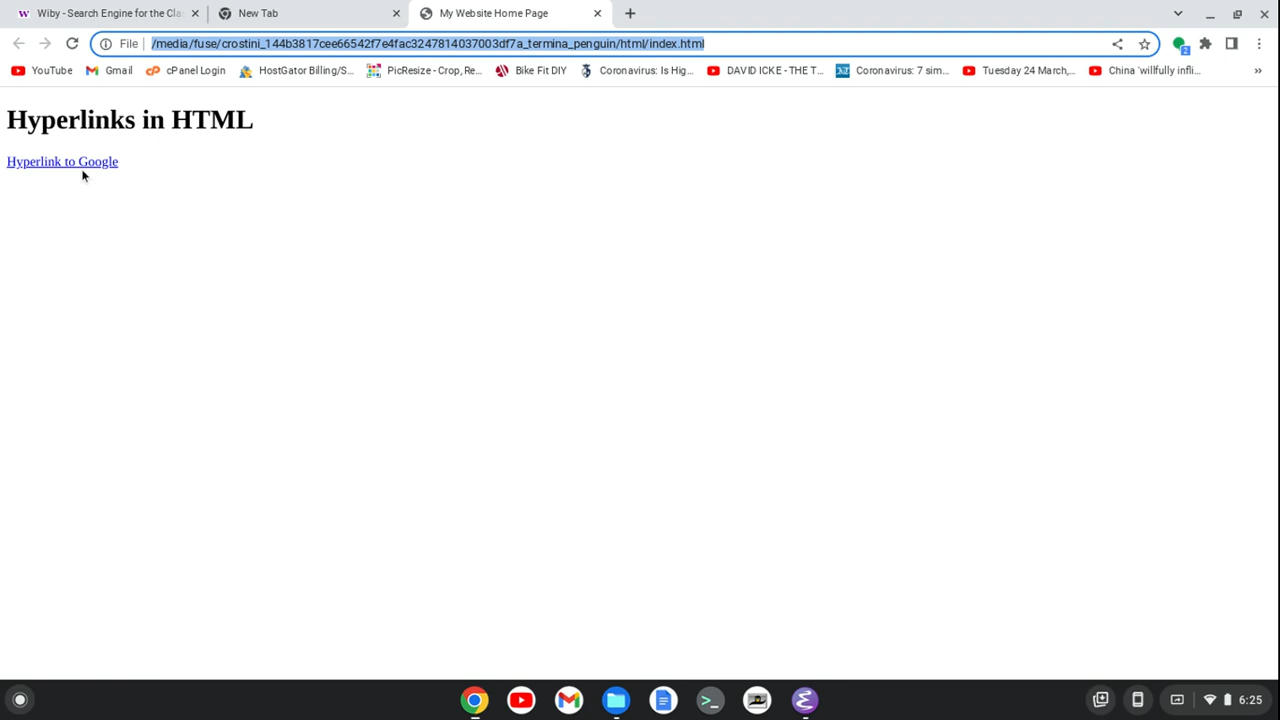 Wiby - Search Engine for the Cla
New Tab
My Website Home Page
File /media/fuse/crostini_144b3817cee66542f7e4fac3247814037003df7a_termina_penguin/html/index.html
2
YouTube
Gmail
cPanel Login
HostGator Billing/S...
PicResize - Crop, Re...
Bike Fit DIY
Coronavirus: Is Hig...
DAVID ICKE - THE T...
Coronavirus: 7 sim...
Tuesday 24 March,...
China 'willfully infli...
»
Hyperlinks in HTML
Hyperlink to Google
6:25